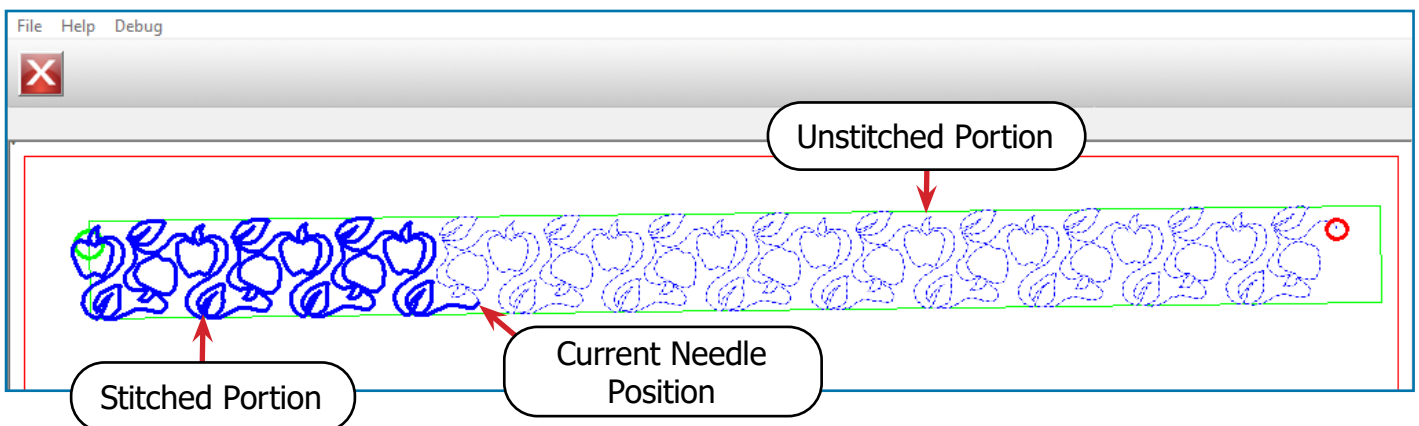 File Help Debug
Unstitched Portion
Current Needle
Position
Stitched Portion